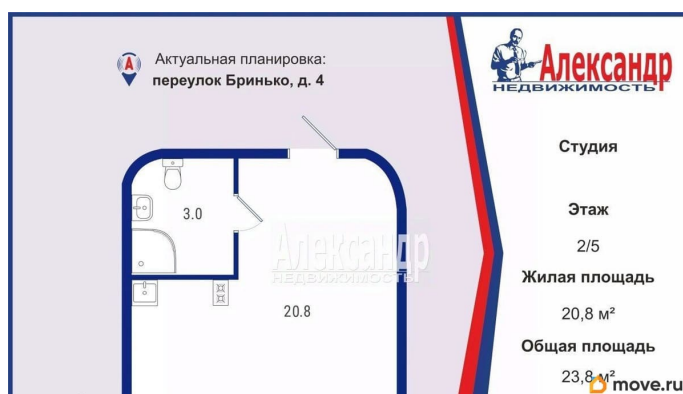 Актуальная планировка:
переулок Бринько, д. 4
Александр
НЕДВИЖИМОСТЬ
Студия
Этаж
2/5
Жилая площадь
20,8 м²
Общая площадь
23,8 м²
3.0
20.8
Александр
НЕДВИЖИМОСТЬ
A
move.ru